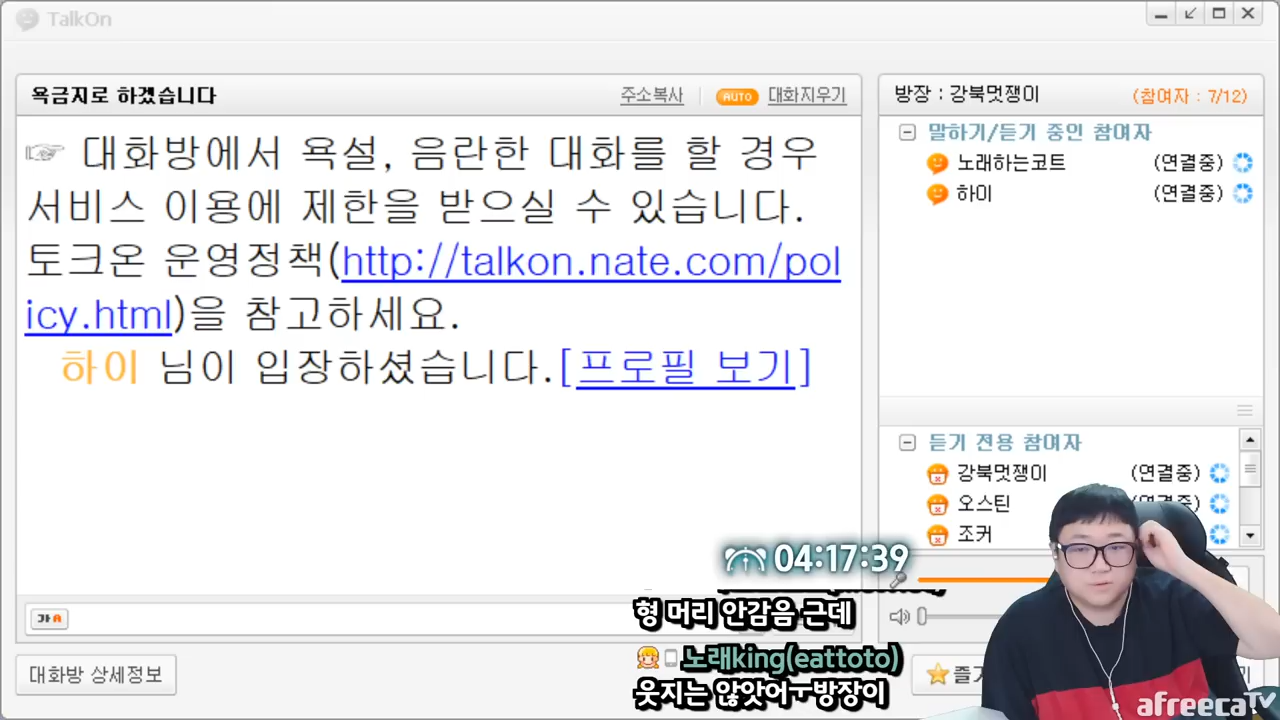 TalkOn
욕금지로 하겠습니다
주소복사
AUTO 대화지우기
☞ 대화방에서 욕설, 음란한 대화를 할 경우
서비스 이용에 제한을 받으실 수 있습니다.
토크온 운영정책(http://talkon.nate.com/pol
icy.html)을 참고하세요.
하이 님이 입장하셨습니다.[프로필 보기]
가
대화방 상세정보
방장 : 강북멋쟁이 (참여자 : 7/12)
말하기/듣기 중인 참여자
노래하는코트 (연결중)
하이 (연결중)
듣기 전용 참여자
강북멋쟁이 (연결중)
오스틴 (연결중)
조커
04:17:39
형 머리 안감음 근데
노래king(eattoto)
웃지는 않앗어ㅜ방장이
afreecaTV